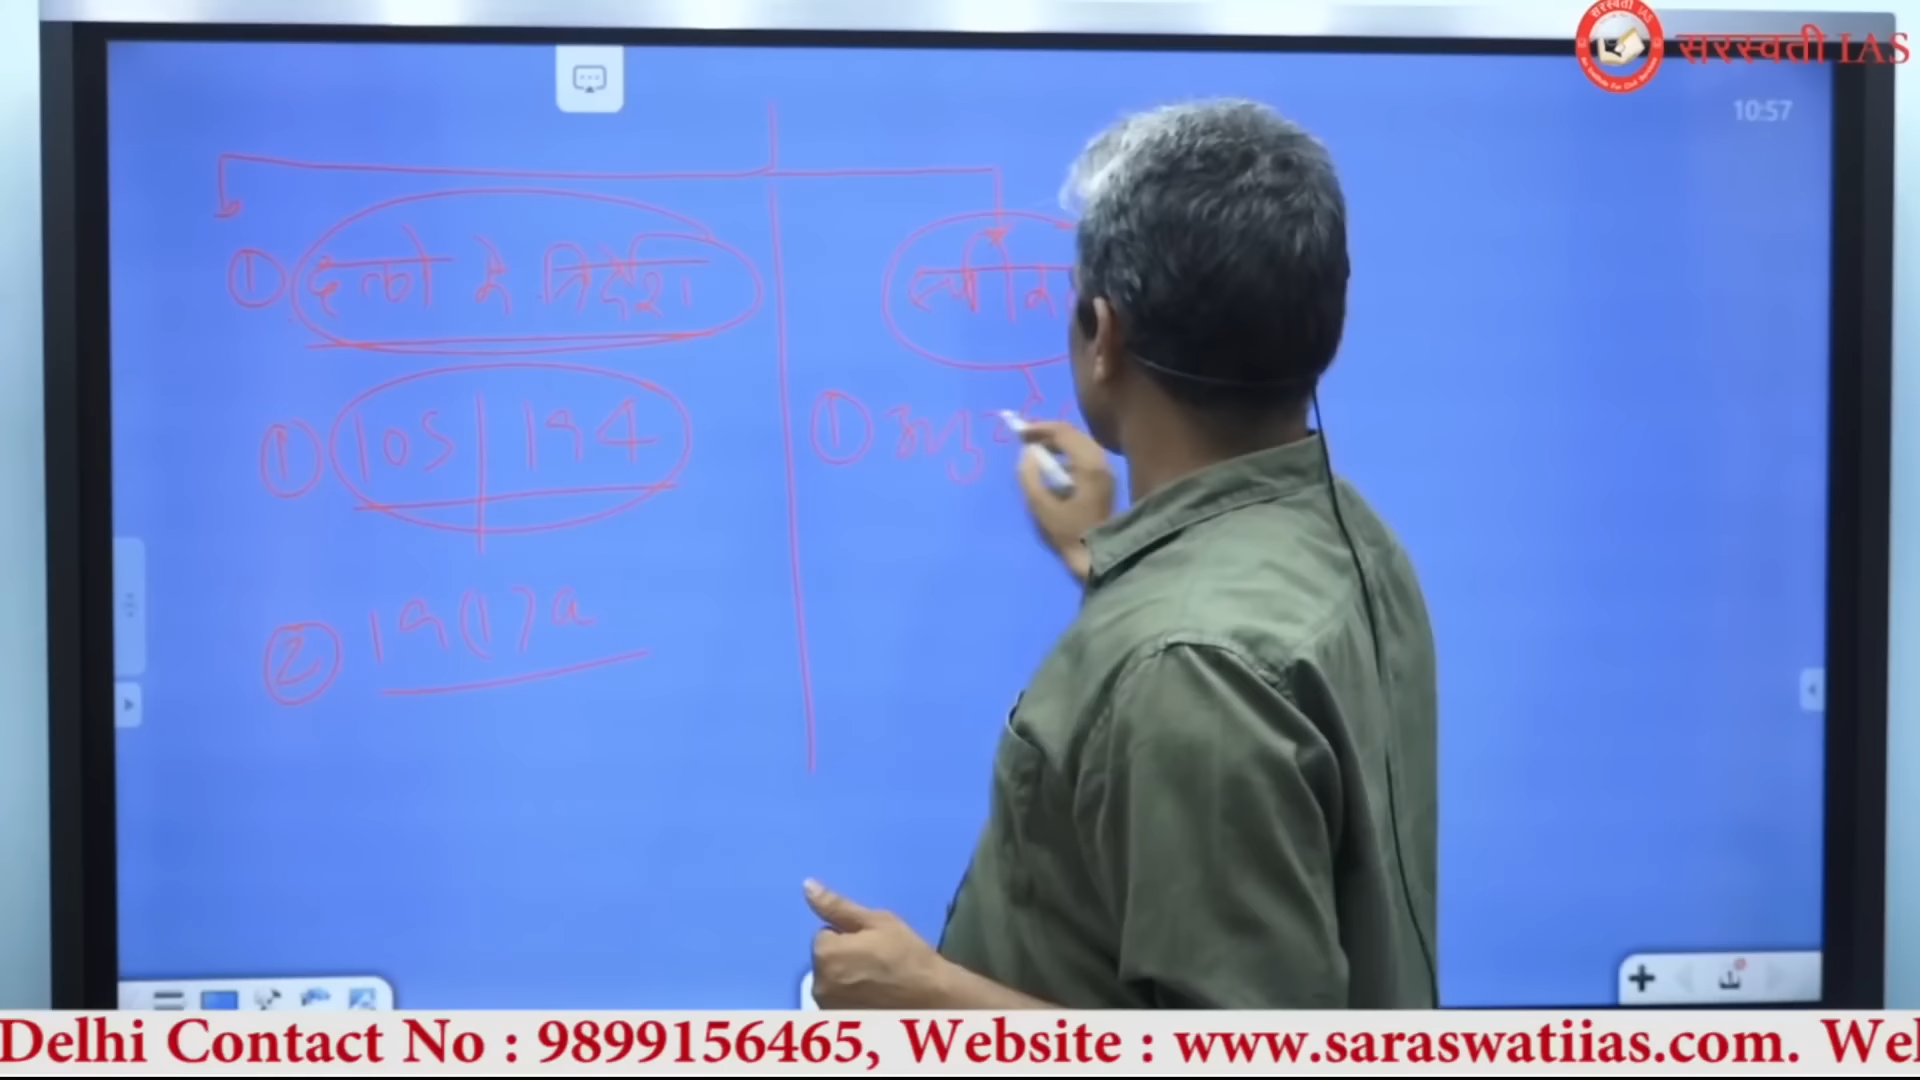 सरस्वती IAS
10:57
① दलो के निर्देश
① 105 | 194
② 19(1)a
①
Delhi Contact No : 9899156465, Website : www.saraswatiias.com. Wel